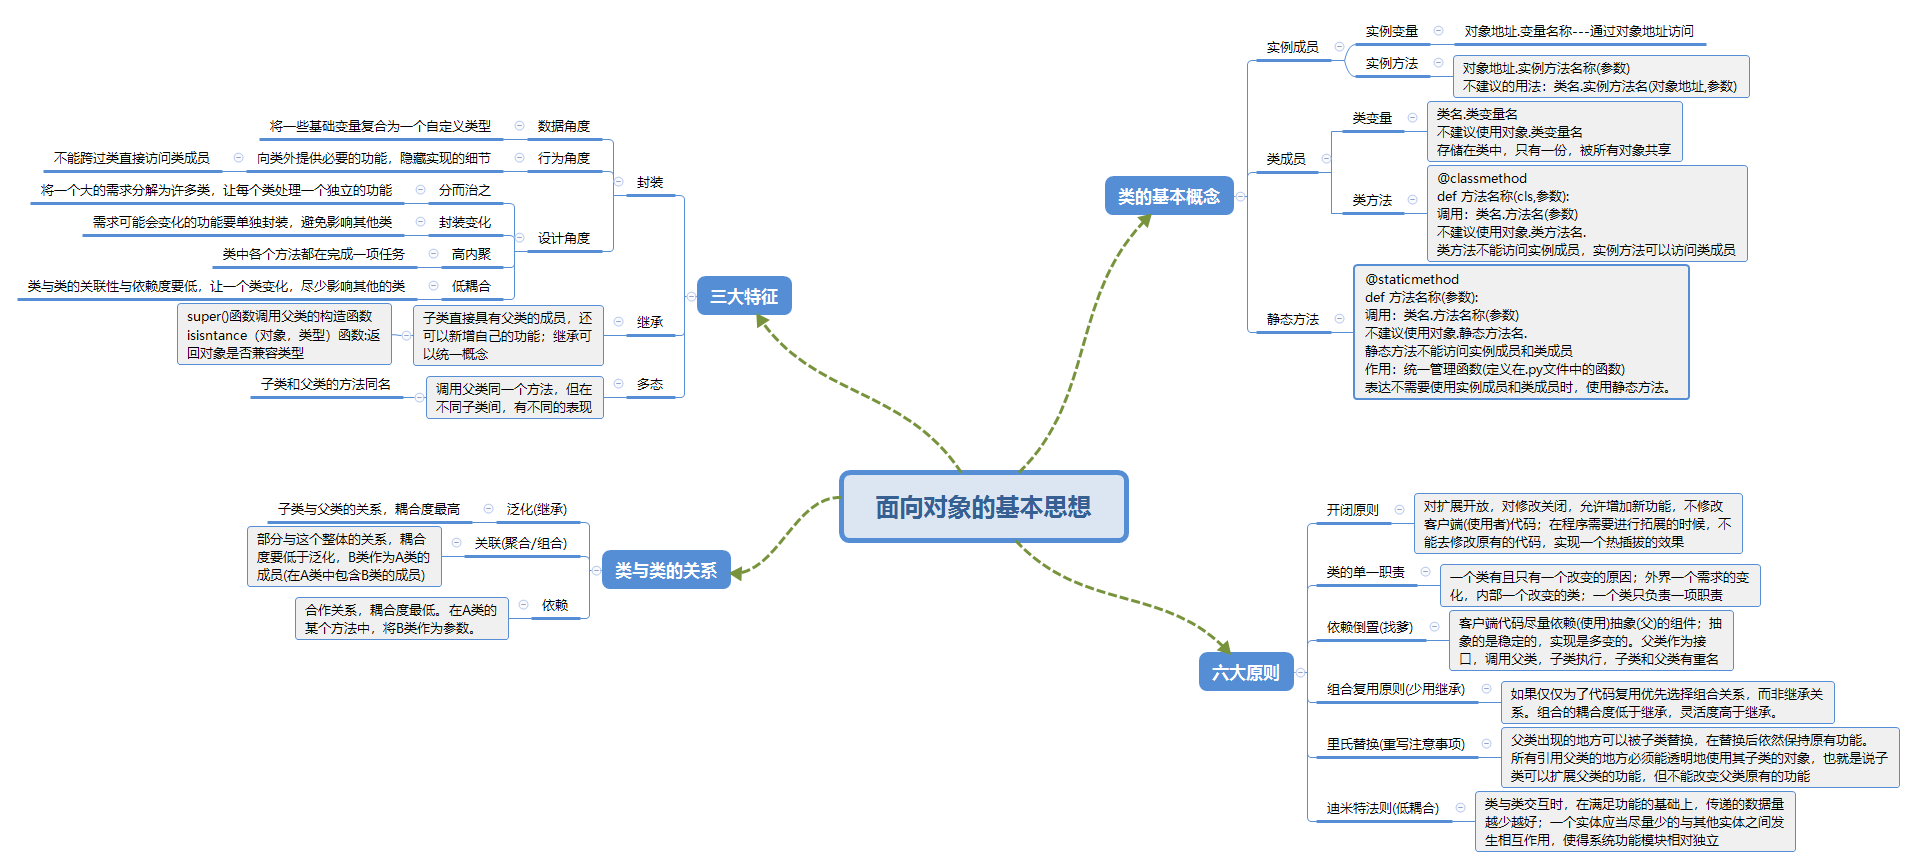 面向对象的基本思想
类的基本概念
实例成员
实例变量
对象地址.变量名称---通过对象地址访问
实例方法
对象地址.实例方法名称(参数)
不建议的用法：类名.实例方法名(对象地址,参数)
类成员
类变量
类名.类变量名
不建议使用对象.类变量名
存储在类中，只有一份，被所有对象共享
类方法
@classmethod
def 方法名称(cls,参数):
调用：类名.方法名(参数)
不建议使用对象.类方法名.
类方法不能访问实例成员，实例方法可以访问类成员
静态方法
@staticmethod
def 方法名称(参数):
调用：类名.方法名称(参数)
不建议使用对象.静态方法名.
静态方法不能访问实例成员和类成员
作用：统一管理函数(定义在.py文件中的函数)
表达不需要使用实例成员和类成员时，使用静态方法。
六大原则
开闭原则
对扩展开放，对修改关闭，允许增加新功能，不修改
客户端(使用者)代码；在程序需要进行拓展的时候，不
能去修改原有的代码，实现一个热插拔的效果
类的单一职责
一个类有且只有一个改变的原因；外界一个需求的变
化，内部一个改变的类；一个类只负责一项职责
依赖倒置(找爹)
客户端代码尽量依赖(使用)抽象(父)的组件；抽
象的是稳定的，实现是多变的。父类作为接
口，调用父类，子类执行，子类和父类有重名
组合复用原则(少用继承)
如果仅仅为了代码复用优先选择组合关系，而非继承关
系。组合的耦合度低于继承，灵活度高于继承。
里氏替换(重写注意事项)
父类出现的地方可以被子类替换，在替换后依然保持原有功能。
所有引用父类的地方必须能透明地使用其子类的对象，也就是说子
类可以扩展父类的功能，但不能改变父类原有的功能
迪米特法则(低耦合)
类与类交互时，在满足功能的基础上，传递的数据量
越少越好；一个实体应当尽量少的与其他实体之间发
生相互作用，使得系统功能模块相对独立
三大特征
封装
数据角度
将一些基础变量复合为一个自定义类型
行为角度
向类外提供必要的功能，隐藏实现的细节
不能跨过类直接访问类成员
设计角度
分而治之
将一个大的需求分解为许多类，让每个类处理一个独立的功能
封装变化
需求可能会变化的功能要单独封装，避免影响其他类
高内聚
类中各个方法都在完成一项任务
低耦合
类与类的关联性与依赖度要低，让一个类变化，尽少影响其他的类
继承
子类直接具有父类的成员，还
可以新增自己的功能；继承可
以统一概念
super()函数调用父类的构造函数
isisntance（对象，类型）函数:返
回对象是否兼容类型
多态
调用父类同一个方法，但在
不同子类间，有不同的表现
子类和父类的方法同名
类与类的关系
泛化(继承)
子类与父类的关系，耦合度最高
关联(聚合/组合)
部分与这个整体的关系，耦合
度要低于泛化，B类作为A类的
成员(在A类中包含B类的成员)
依赖
合作关系，耦合度最低。在A类的
某个方法中，将B类作为参数。